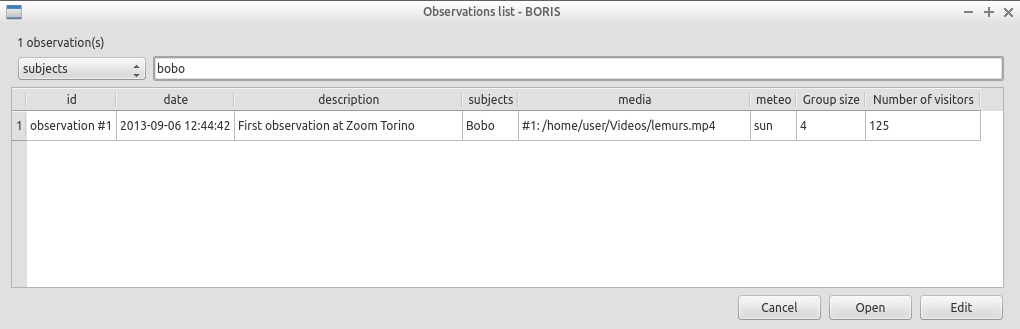 Observations list - BORIS
1 observation(s)
subjects bobo
id date description subjects media meteo Group size Number of visitors
1 observation #1 2013-09-06 12:44:42 First observation at Zoom Torino Bobo #1: /home/user/Videos/lemurs.mp4 sun 4 125
Cancel Open Edit